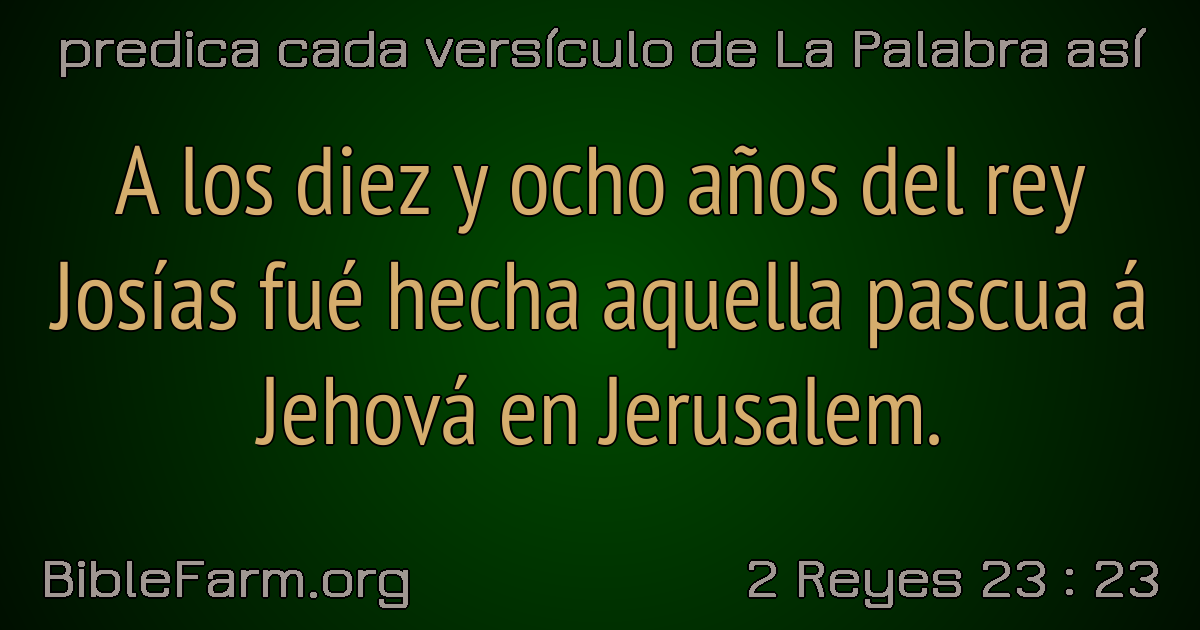 predica cada versículo de La Palabra así
A los diez y ocho años del rey
Josías fué hecha aquella pascua á
Jehová en Jerusalem.
BibleFarm.org
2 Reyes 23 : 23